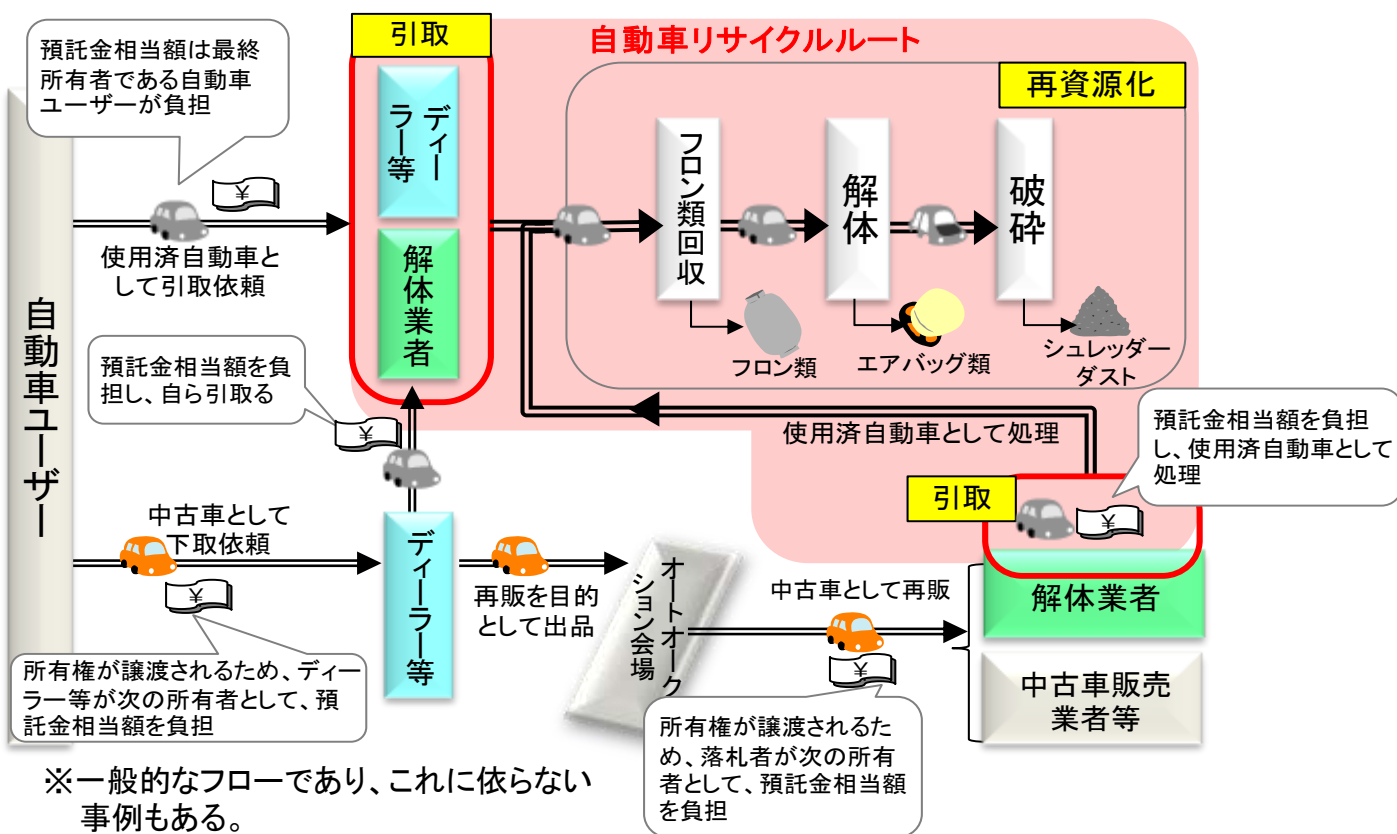 引取
自動車リサイクルルート
預託金相当額は最終
所有者である自動車
ユーザーが負担
再資源化
ディー
ラー等
フロン類回収
解体
破砕
¥
使用済自動車と
して引取依頼
解体業者
自動車ユーザー
フロン類
エアバッグ類
シュレッダー
ダスト
預託金相当額を負
担し、自ら引取る
¥
使用済自動車として処理
預託金相当額を負担
し、使用済自動車として
処理
引取
¥
中古車として
下取依頼
¥
ディーラー等
再販を目的
として出品
オートオーク
ション会場
中古車として再販
¥
解体業者
中古車販売
業者等
所有権が譲渡されるため、ディー
ラー等が次の所有者として、預
託金相当額を負担
所有権が譲渡されるた
め、落札者が次の所有
者として、預託金相当額
を負担
※一般的なフローであり、これに依らない
事例もある。